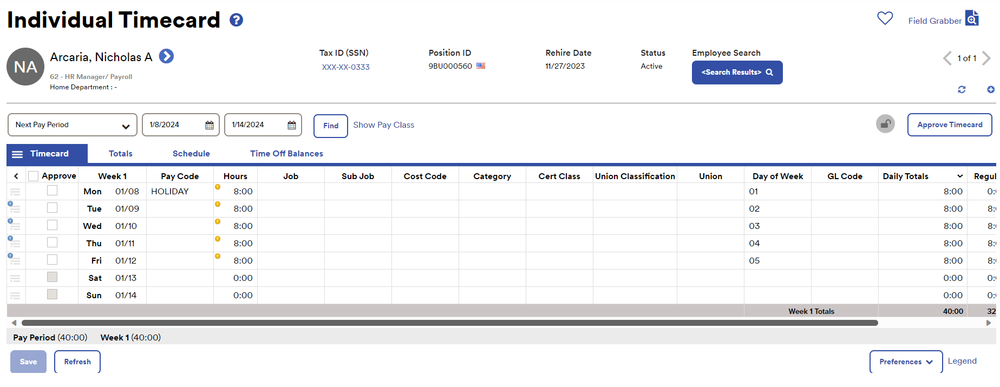 Individual Timecard ?
Field Grabber
NA
Arcaria, Nicholas A
62 - HR Manager/ Payroll
Home Department : -
Tax ID (SSN)
XXX-XX-0333
Position ID
9BU000560
Rehire Date
11/27/2023
Status
Active
Employee Search
<Search Results>
1 of 1
Next Pay Period
1/8/2024
1/14/2024
Find
Show Pay Class
Approve Timecard
Timecard Totals Schedule Time Off Balances
Approve Week 1 Pay Code Hours Job Sub Job Cost Code Category Cert Class Union Classification Union Day of Week GL Code Daily Totals Regul
Mon 01/08 HOLIDAY 8:00 01 8:00 0:
Tue 01/09 8:00 02 8:00 8:
Wed 01/10 8:00 03 8:00 8:
Thu 01/11 8:00 04 8:00 8:
Fri 01/12 8:00 05 8:00 8:
Sat 01/13 0:00 0:00 0:
Sun 01/14 0:00 0:00 0:
Week 1 Totals 40:00 32
Pay Period (40:00) Week 1 (40:00)
Save Refresh Preferences Legend